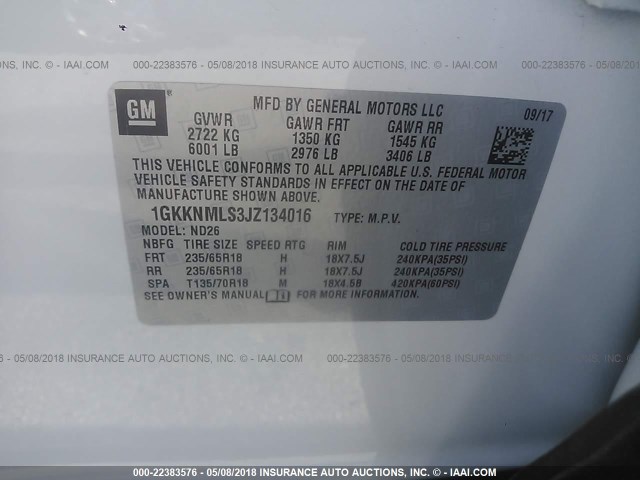 000-22383576 - 05/08/2018 INSURANCE AUTO AUCTIONS, INC. - IAAI.COM
GM
MFD BY GENERAL MOTORS LLC
09/17
GVWR GAWR FRT GAWR RR
2722 KG 1350 KG 1545 KG
6001 LB 2976 LB 3406 LB
THIS VEHICLE CONFORMS TO ALL APPLICABLE U.S. FEDERAL MOTOR
VEHICLE SAFETY STANDARDS IN EFFECT ON THE DATE OF
MANUFACTURE SHOWN ABOVE.
1GKKNMLS3JZ134016 TYPE: M.P.V.
MODEL: ND26
NBFG TIRE SIZE SPEED RTG RIM COLD TIRE PRESSURE
FRT 235/65R18 H 18X7.5J 240KPA(35PSI)
RR 235/65R18 H 18X7.5J 240KPA(35PSI)
SPA T135/70R18 M 18X4.5B 420KPA(60PSI)
SEE OWNER'S MANUAL FOR MORE INFORMATION.
INC. - IAAI.COM 000-22383576 - 05/08/2018 INSURANCE AUTO AUCTIONS, INC. - IAAI.COM 000-22383576 - 05/08/2018
000-22383576 - 05/08/2018 INSURANCE AUTO AUCTIONS, INC. - IAAI.COM